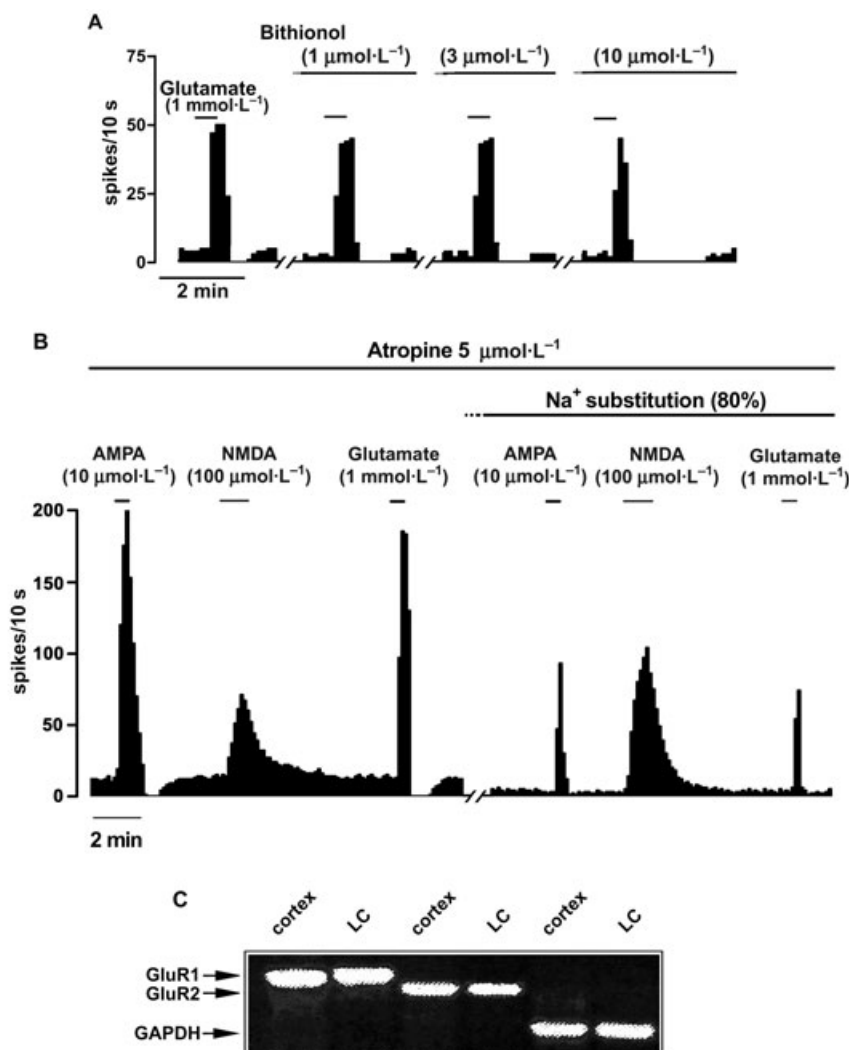 A
Bithionol
(1 μmol·L⁻¹) (3 μmol·L⁻¹) (10 μmol·L⁻¹)
75
Glutamate
(1 mmol·L⁻¹)
50
25
0
spikes/10 s
2 min
B
Atropine 5 μmol·L⁻¹
Na⁺ substitution (80%)
AMPA NMDA Glutamate AMPA NMDA Glutamate
(10 μmol·L⁻¹) (100 μmol·L⁻¹) (1 mmol·L⁻¹) (10 μmol·L⁻¹) (100 μmol·L⁻¹) (1 mmol·L⁻¹)
200
150
100
50
0
spikes/10 s
2 min
C
cortex LC cortex LC cortex LC
GluR1
GluR2
GAPDH